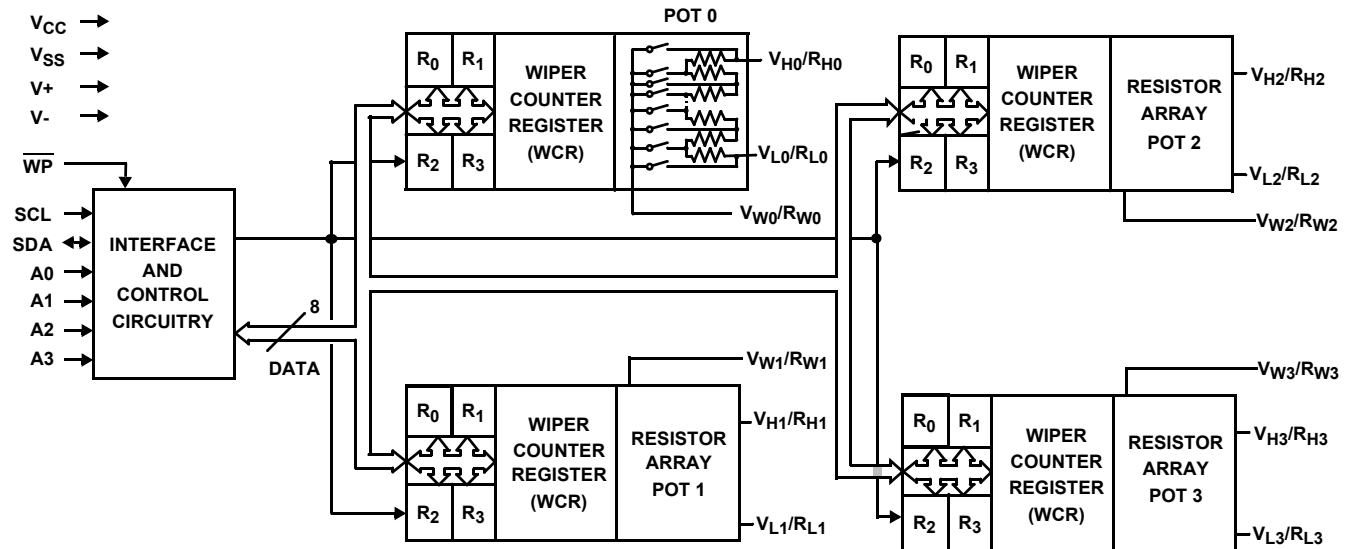 VCC
VSS
V+
V-
WP
SCL
SDA
A0
A1
A2
A3
INTERFACE
AND
CONTROL
CIRCUITRY
8
DATA
POT 0
R0 R1
R2 R3
WIPER
COUNTER
REGISTER
(WCR)
VH0/RH0
VL0/RL0
VW0/RW0
R0 R1
R2 R3
WIPER
COUNTER
REGISTER
(WCR)
RESISTOR
ARRAY
POT 2
VH2/RH2
VL2/RL2
VW2/RW2
VW1/RW1
R0 R1
R2 R3
WIPER
COUNTER
REGISTER
(WCR)
RESISTOR
ARRAY
POT 1
VH1/RH1
VL1/RL1
VW3/RW3
R0 R1
R2 R3
WIPER
COUNTER
REGISTER
(WCR)
RESISTOR
ARRAY
POT 3
VH3/RH3
VL3/RL3